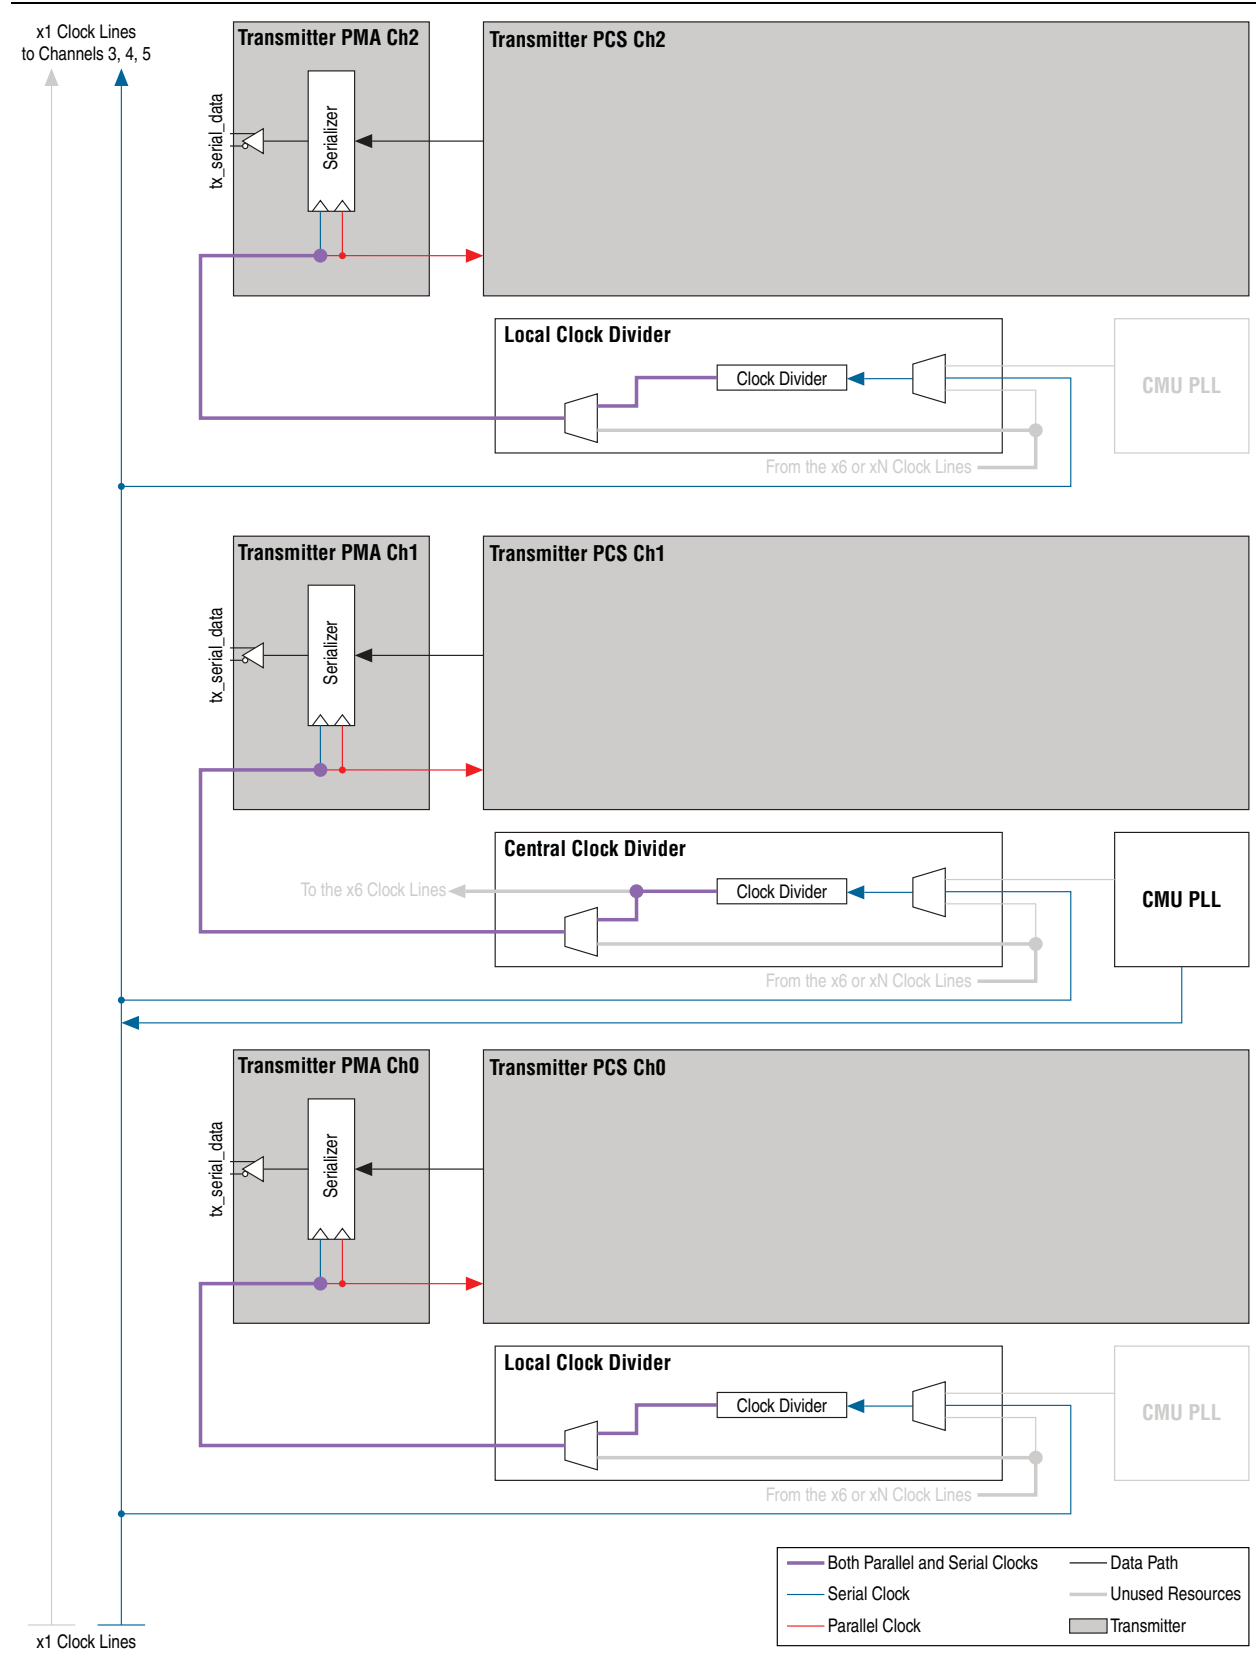 x1 Clock Lines
to Channels 3, 4, 5
Transmitter PMA Ch2
Transmitter PCS Ch2
tx_serial_data
Serializer
Local Clock Divider
Clock Divider
CMU PLL
From the x6 or xN Clock Lines
Transmitter PMA Ch1
Transmitter PCS Ch1
tx_serial_data
Serializer
Central Clock Divider
To the x6 Clock Lines
Clock Divider
CMU PLL
From the x6 or xN Clock Lines
Transmitter PMA Ch0
Transmitter PCS Ch0
tx_serial_data
Serializer
Local Clock Divider
Clock Divider
CMU PLL
From the x6 or xN Clock Lines
Both Parallel and Serial Clocks
Data Path
Serial Clock
Unused Resources
Parallel Clock
Transmitter
x1 Clock Lines